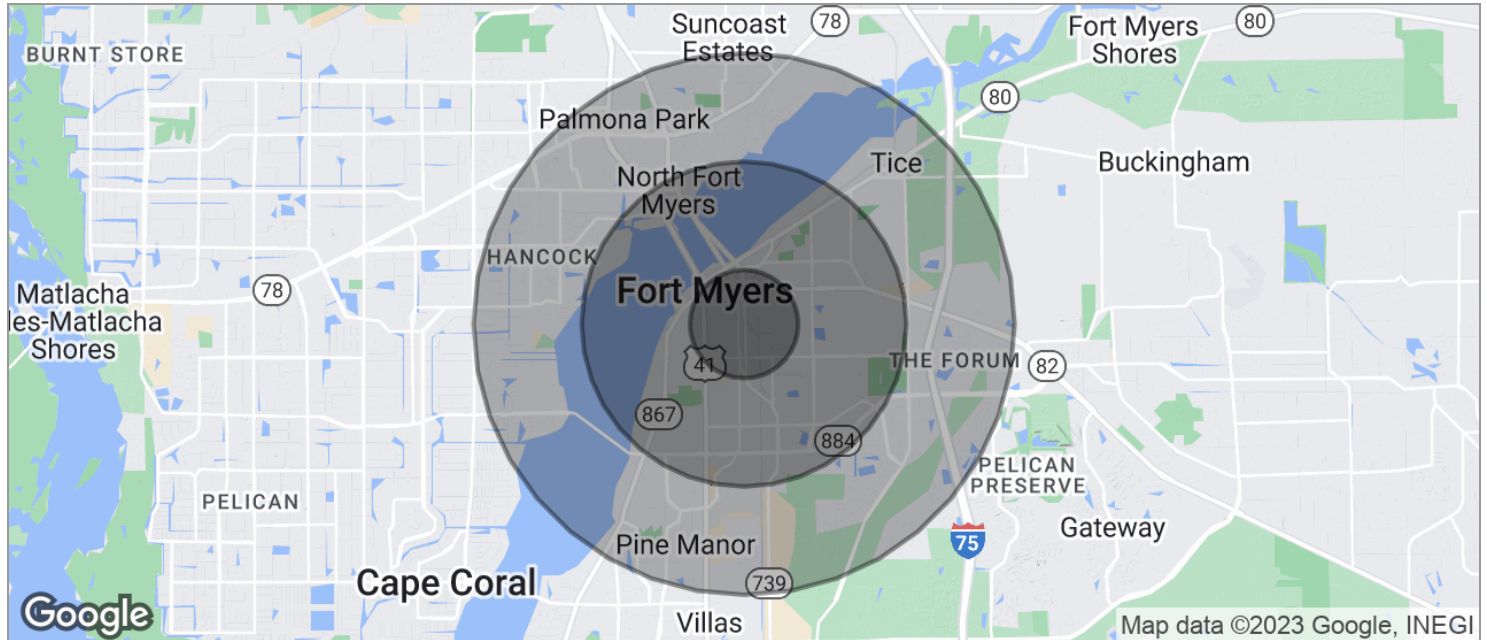 Suncoast
Estates
78
Fort Myers
Shores
80
BURNT STORE
80
Palmona Park
Tice
Buckingham
North Fort
Myers
HANCOCK
78
Fort Myers
Matlacha
les-Matlacha
Shores
41
THE FORUM
82
867
884
PELICAN
PRESERVE
PELICAN
Gateway
75
Pine Manor
Cape Coral
739
Villas
Google
Map data ©2023 Google, INEGI